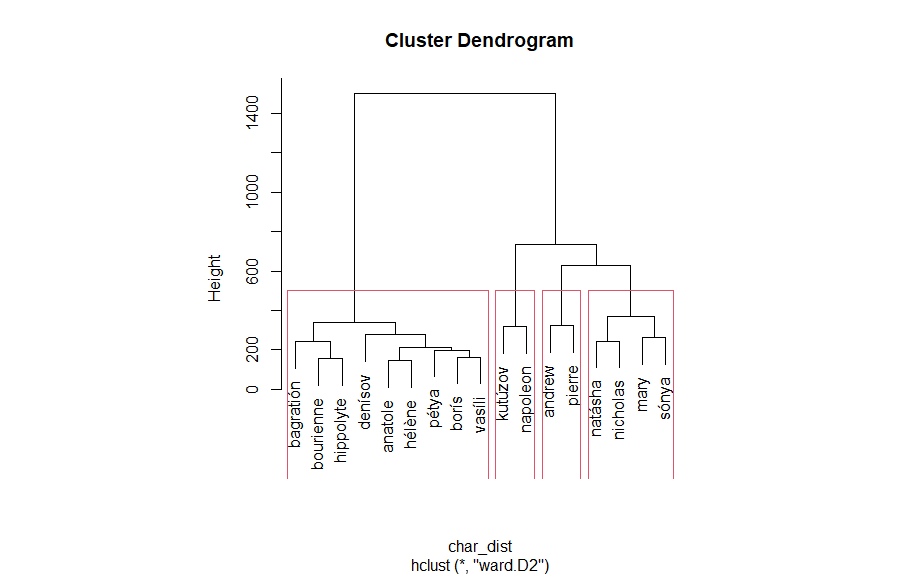 Cluster Dendrogram
Height
1400
1000
600
200
0
bagratión
bourienne
hippolyte
denísov
anatole
hélène
pétya
borís
vasíli
kutúzov
napoleon
andrew
pierre
natásha
nicholas
mary
sónya
char_dist
hclust (*, "ward.D2")